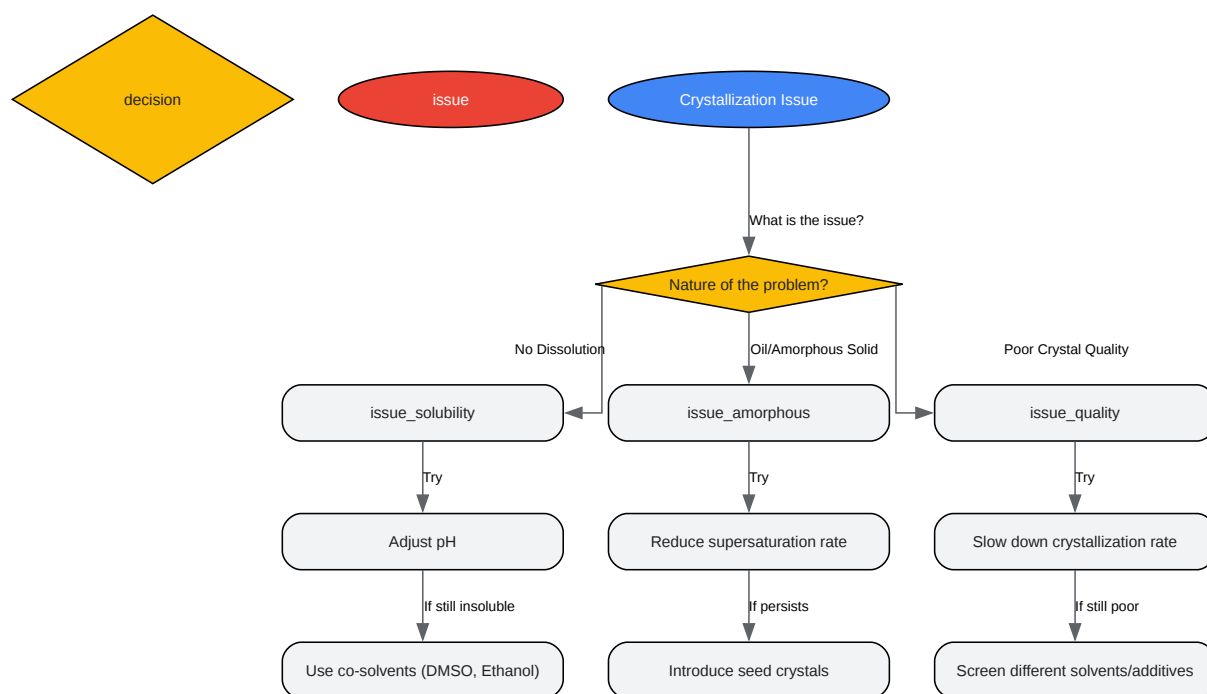 decision
issue
Crystallization Issue
What is the issue?
Nature of the problem?
No Dissolution
Oil/Amorphous Solid
Poor Crystal Quality
issue_solubility
issue_amorphous
issue_quality
Try
Try
Try
Adjust pH
Reduce supersaturation rate
Slow down crystallization rate
If still insoluble
If persists
If still poor
Use co-solvents (DMSO, Ethanol)
Introduce seed crystals
Screen different solvents/additives